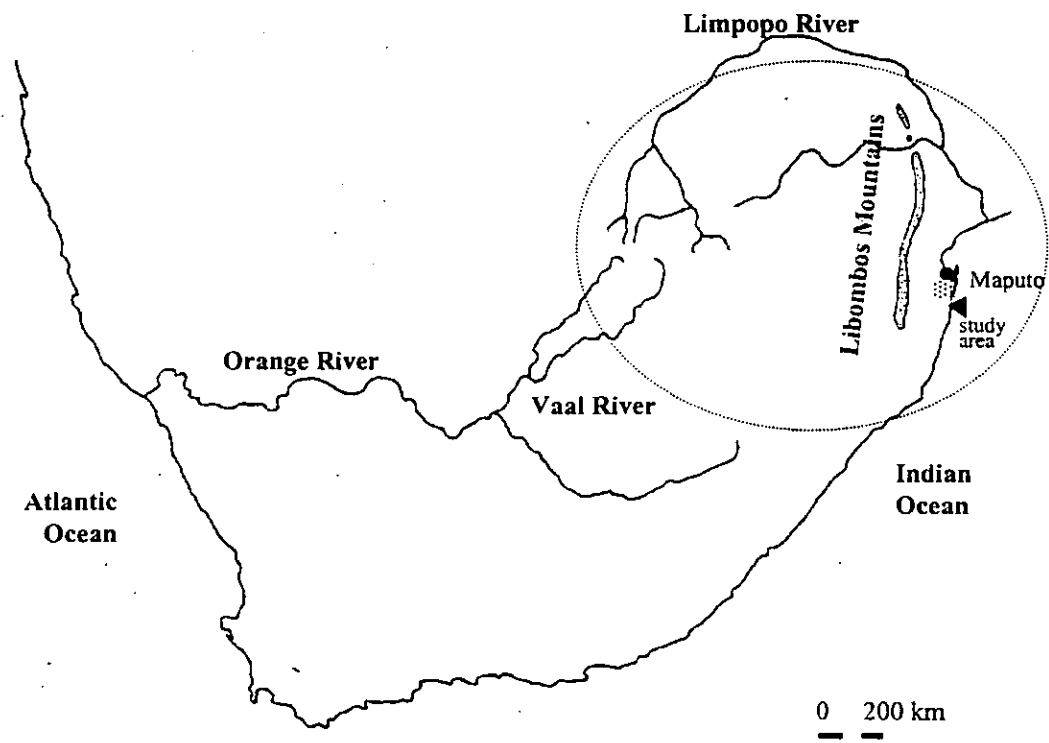 Limpopo River
Libombos Mountains
Maputo
study
area
Orange River
Vaal River
Atlantic
Ocean
Indian
Ocean
0 200 km